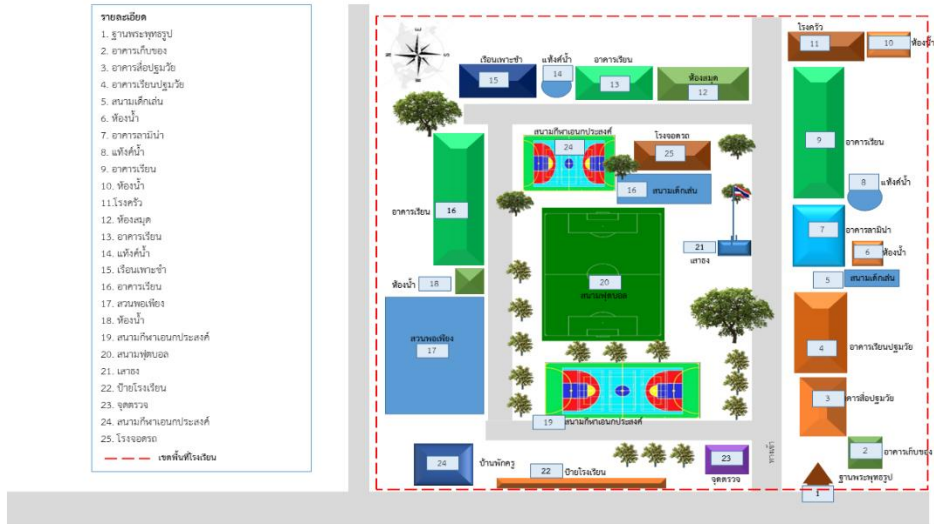 รายละเอียด
1. ฐานพระพุทธรูป
2. อาคารเก็บของ
3. อาคารสื่อปฐมวัย
4. อาคารเรียนปฐมวัย
5. สนามเด็กเล่น
6. ห้องน้ำ
7. อาคารลามิน่า
8. แท้งค์น้ำ
9. อาคารเรียน
10. ห้องน้ำ
11.โรงครัว
12. ห้องสมุด
13. อาคารเรียน
14. แท้งค์น้ำ
15. เรือนเพาะชำ
16. อาคารเรียน
17. สวนพอเพียง
18. ห้องน้ำ
19. สนามกีฬาเอนกประสงค์
20. สนามฟุตบอล
21. เสาธง
22. ป้ายโรงเรียน
23. จุดตรวจ
24. สนามกีฬาเอนกประสงค์
25. โรงจอดรถ
เขตพื้นที่โรงเรียน
เรือนเพาะชำ
15
แท้งค์น้ำ
14
อาคารเรียน
13
ห้องสมุด
12
โรงครัว
11
10 ห้องน้ำ
สนามกีฬาเอนกประสงค์
24
โรงจอดรถ
25
16 สนามเด็กเล่น
9 อาคารเรียน
8 แท้งค์น้ำ
อาคารเรียน 16
7 อาคารลามิน่า
21
เสาธง
6 ห้องน้ำ
5 สนามเด็กเล่น
ห้องน้ำ 18
20
สนามฟุตบอล
สวนพอเพียง
17
4 อาคารเรียนปฐมวัย
3 คารสื่อปฐมวัย
19 สนามกีฬาเอนกประสงค์
ทางเข้า
2 อาคารเก็บของ
24 บ้านพักครู
22 ป้ายโรงเรียน
23
จุดตรวจ
ฐานพระพุทธรูป
1